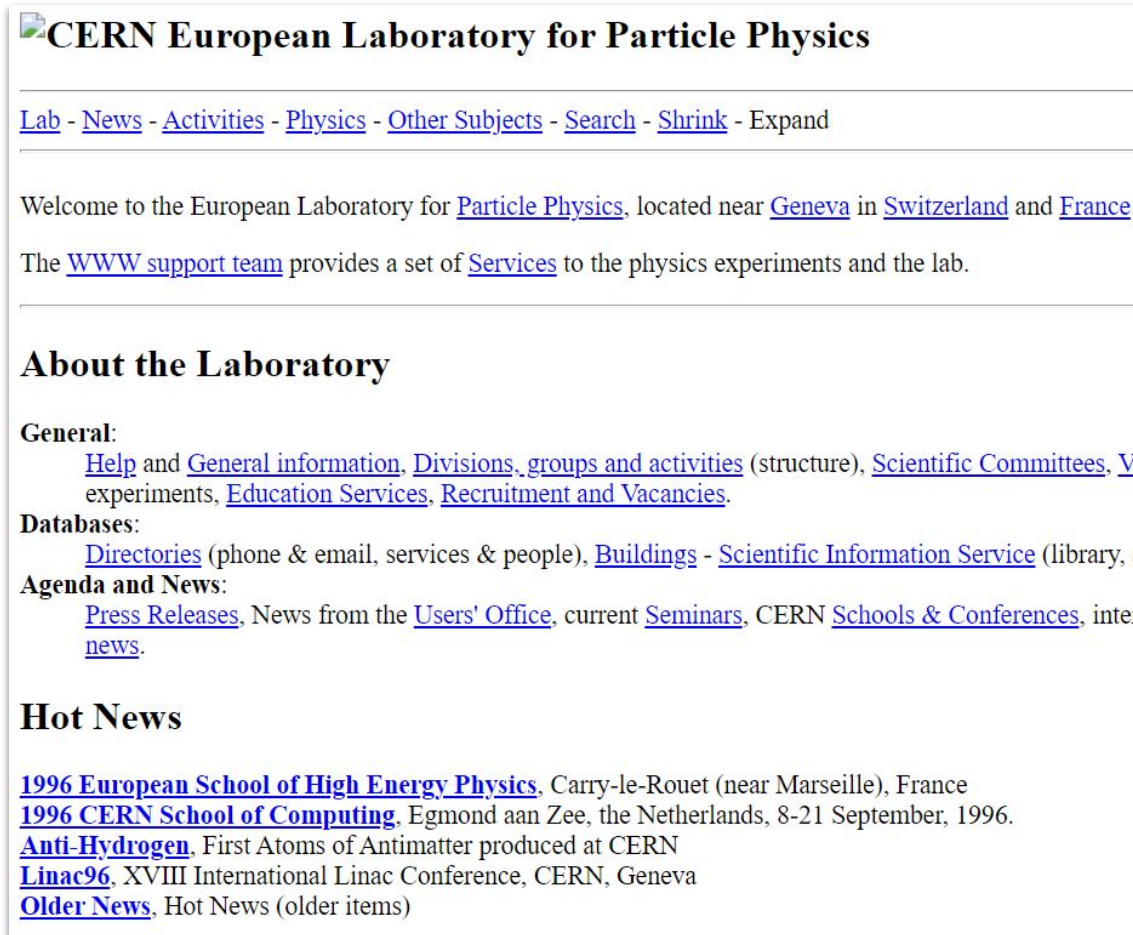 CERN European Laboratory for Particle Physics
Lab - News - Activities - Physics - Other Subjects - Search - Shrink - Expand
Welcome to the European Laboratory for Particle Physics, located near Geneva in Switzerland and France
The WWW support team provides a set of Services to the physics experiments and the lab.
About the Laboratory
General:
Help and General information, Divisions, groups and activities (structure), Scientific Committees,
experiments, Education Services, Recruitment and Vacancies.
Databases:
Directories (phone & email, services & people), Buildings - Scientific Information Service (library,
Agenda and News:
Press Releases, News from the Users' Office, current Seminars, CERN Schools & Conferences,
news.
Hot News
1996 European School of High Energy Physics, Carry-le-Rouet (near Marseille), France
1996 CERN School of Computing, Egmond aan Zee, the Netherlands, 8-21 September, 1996.
Anti-Hydrogen, First Atoms of Antimatter produced at CERN
Linac96, XVIII International Linac Conference, CERN, Geneva
Older News, Hot News (older items)